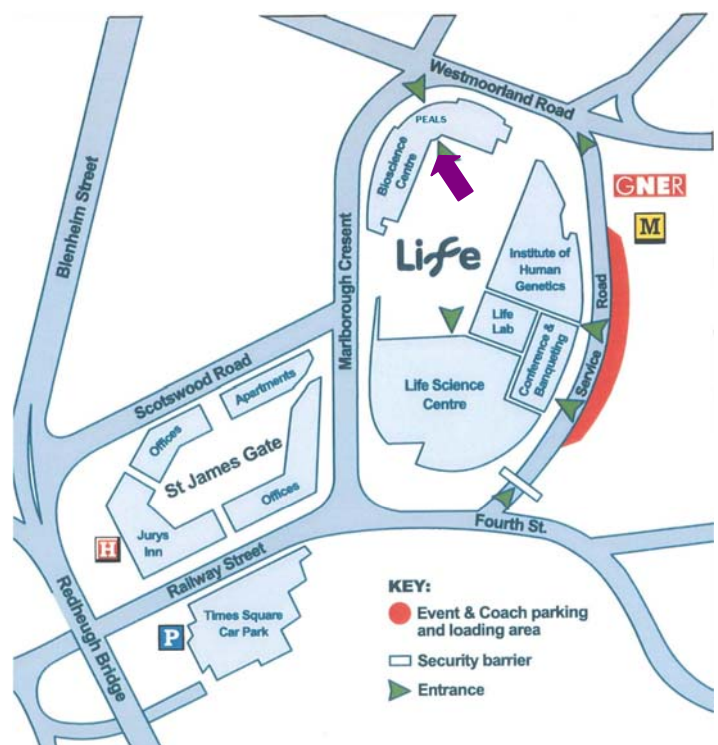 Westmoorland Road
PEALS
Bioscience
Centre
Blenheim Street
GNER
M
Life
Institute of
Human
Genetics
Marlborough Cresent
Life
Lab
Conference &
Banqueting
Service Road
Life Science
Centre
Scotswood Road
Apartments
Offices
St James Gate
Offices
Jurys
Inn
H
Fourth St.
Railway Street
Redheugh Bridge
P
Times Square
Car Park
KEY:
Event & Coach parking
and loading area
Security barrier
Entrance